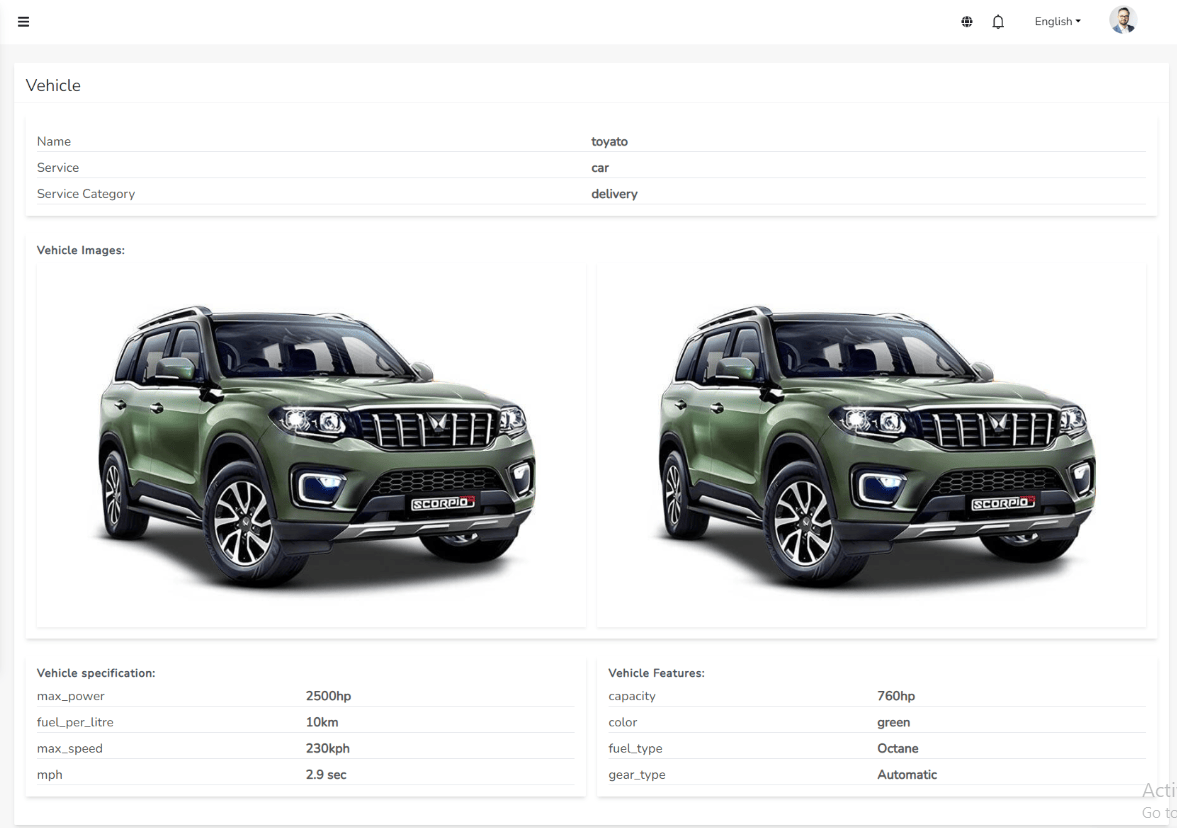 English
Vehicle
Name toyato
Service car
Service Category delivery
Vehicle Images:
SCORPIO
SCORPIO
Vehicle specification:
max_power 2500hp
fuel_per_litre 10km
max_speed 230kph
mph 2.9 sec
Vehicle Features:
capacity 760hp
color green
fuel_type Octane
gear_type Automatic
Acti
Go to